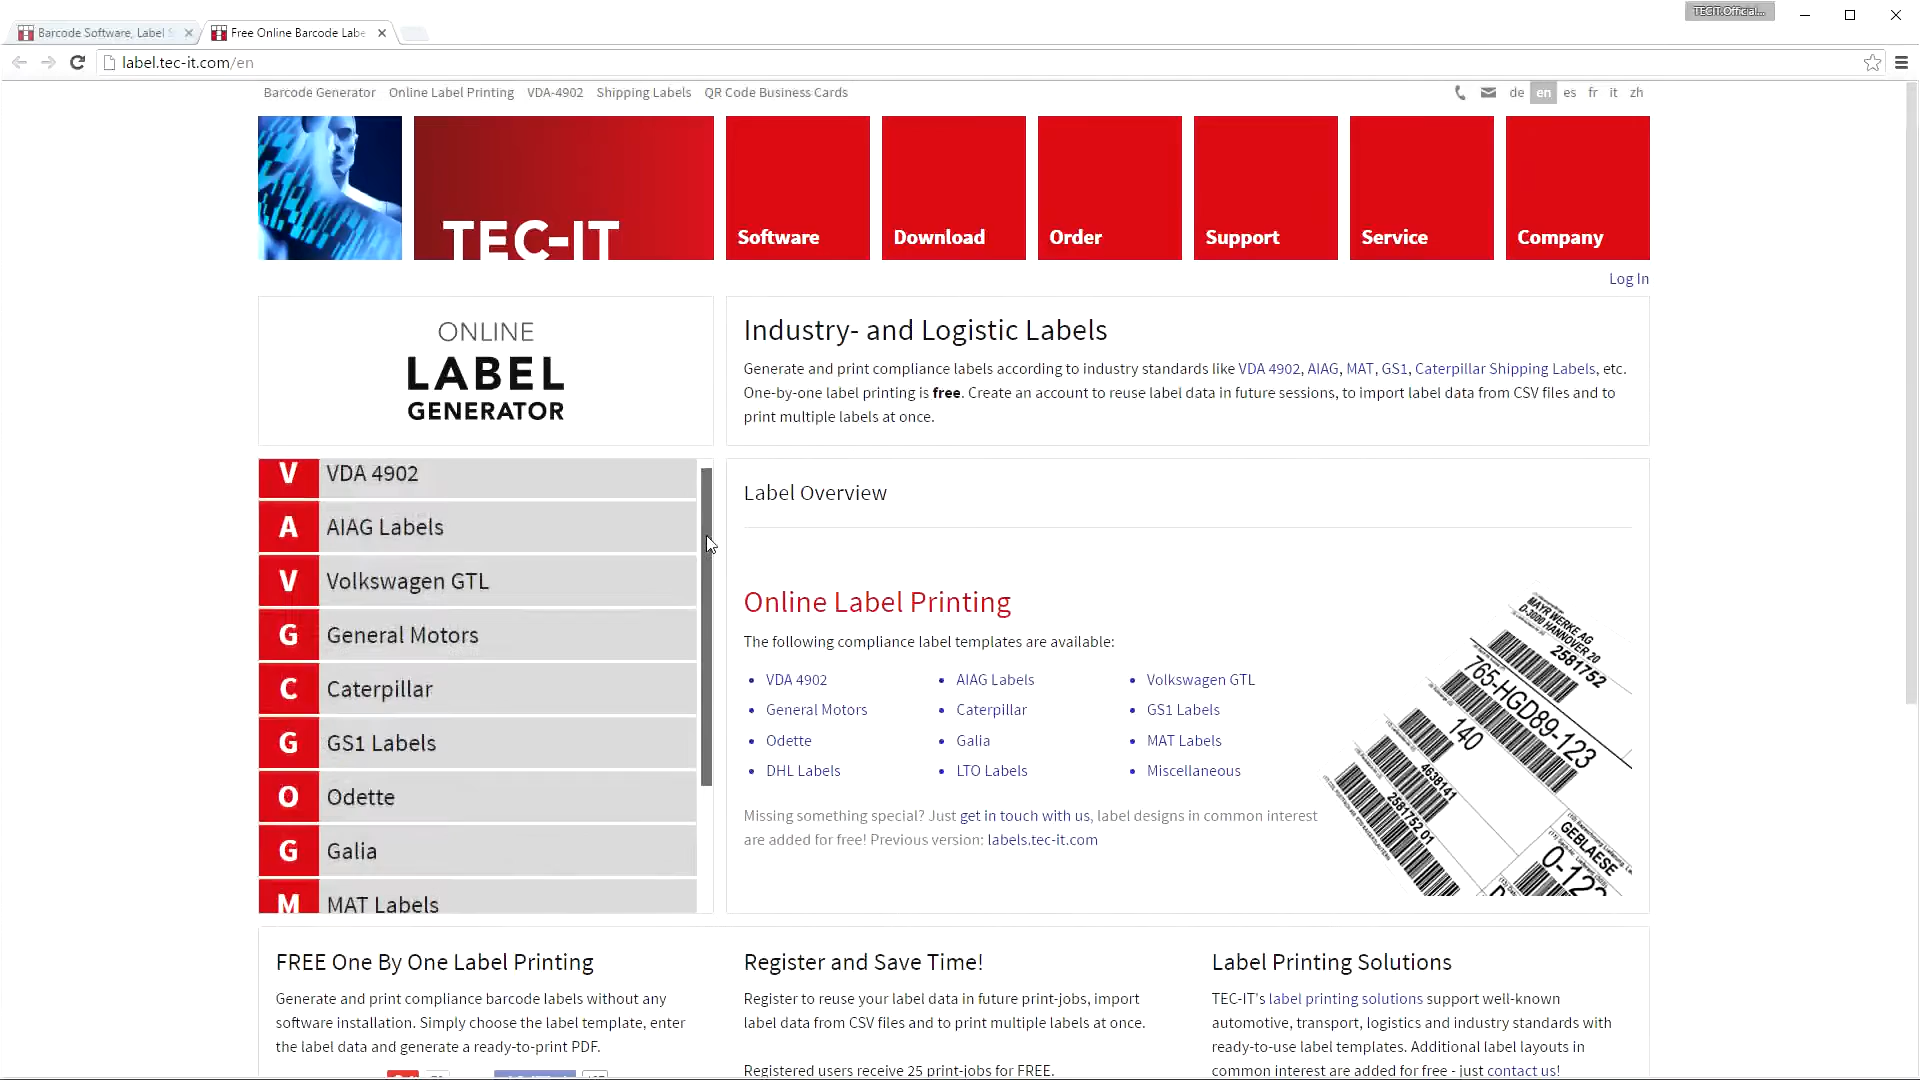 TECIT.Official...
Barcode Software, Label S
Free Online Barcode Labe
label.tec-it.com/en
Barcode Generator Online Label Printing VDA-4902 Shipping Labels QR Code Business Cards
de en es fr it zh
TEC-IT
Software Download Order Support Service Company
Log In
ONLINE
LABEL
GENERATOR
Industry- and Logistic Labels
Generate and print compliance labels according to industry standards like VDA 4902, AIAG, MAT, GS1, Caterpillar Shipping Labels, etc.
One-by-one label printing is free. Create an account to reuse label data in future sessions, to import label data from CSV files and to
print multiple labels at once.
V VDA 4902
A AIAG Labels
V Volkswagen GTL
G General Motors
C Caterpillar
G GS1 Labels
O Odette
G Galia
M MAT Labels
Label Overview
Online Label Printing
The following compliance label templates are available:
• VDA 4902 • AIAG Labels • Volkswagen GTL
• General Motors • Caterpillar • GS1 Labels
• Odette • Galia • MAT Labels
• DHL Labels • LTO Labels • Miscellaneous
Missing something special? Just get in touch with us, label designs in common interest
are added for free! Previous version: labels.tec-it.com
MAYR WERKE AG
D-3000 HANNOVER 20
2581752
765-HGD89-123
140
4638141
2581752 01
GEBLAESE
0-123
FREE One By One Label Printing
Generate and print compliance barcode labels without any
software installation. Simply choose the label template, enter
the label data and generate a ready-to-print PDF.
Register and Save Time!
Register to reuse your label data in future print-jobs, import
label data from CSV files and to print multiple labels at once.
Registered users receive 25 print-jobs for FREE.
Label Printing Solutions
TEC-IT's label printing solutions support well-known
automotive, transport, logistics and industry standards with
ready-to-use label templates. Additional label layouts in
common interest are added for free - just contact us!